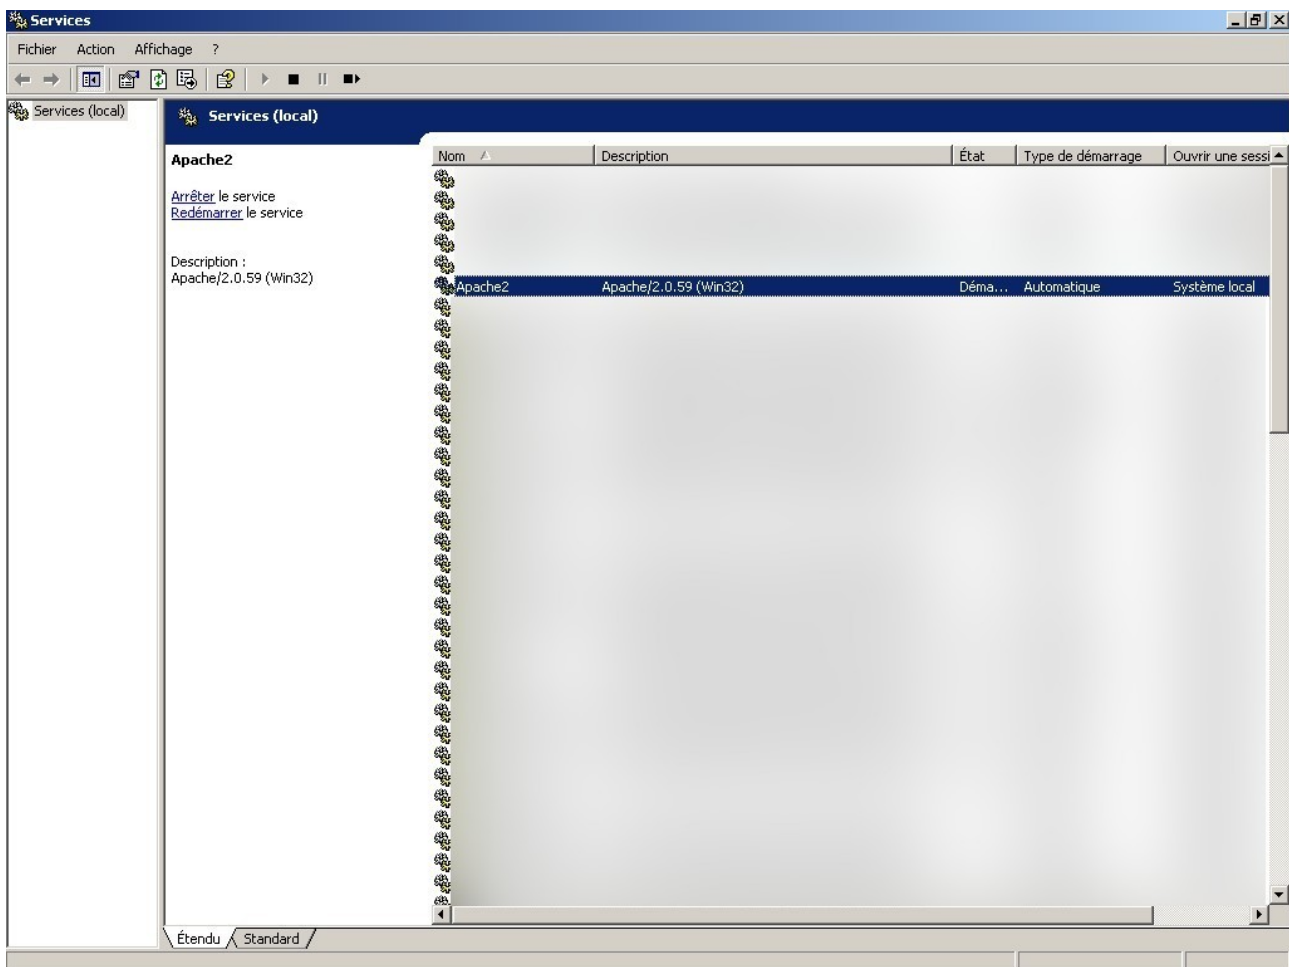 Services
Fichier Action Affichage ?
Services (local)
Services (local)
Apache2
Arrêter le service
Redémarrer le service
Description :
Apache/2.0.59 (Win32)
Nom Description État Type de démarrage Ouvrir une sessi
Apache2 Apache/2.0.59 (Win32) Déma... Automatique Système local
Étendu Standard